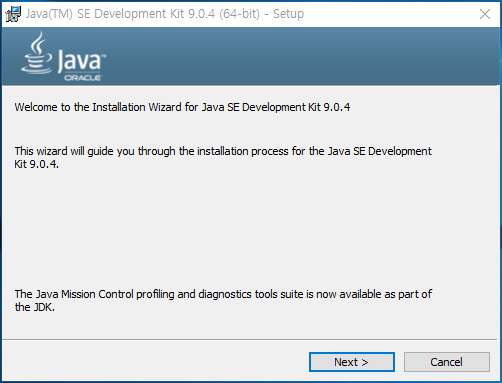 Java(TM) SE Development Kit 9.0.4 (64-bit) - Setup
Java
ORACLE
Welcome to the Installation Wizard for Java SE Development Kit 9.0.4
This wizard will guide you through the installation process for the Java SE Development
Kit 9.0.4.
The Java Mission Control profiling and diagnostics tools suite is now available as part of
the JDK.
Next >
Cancel